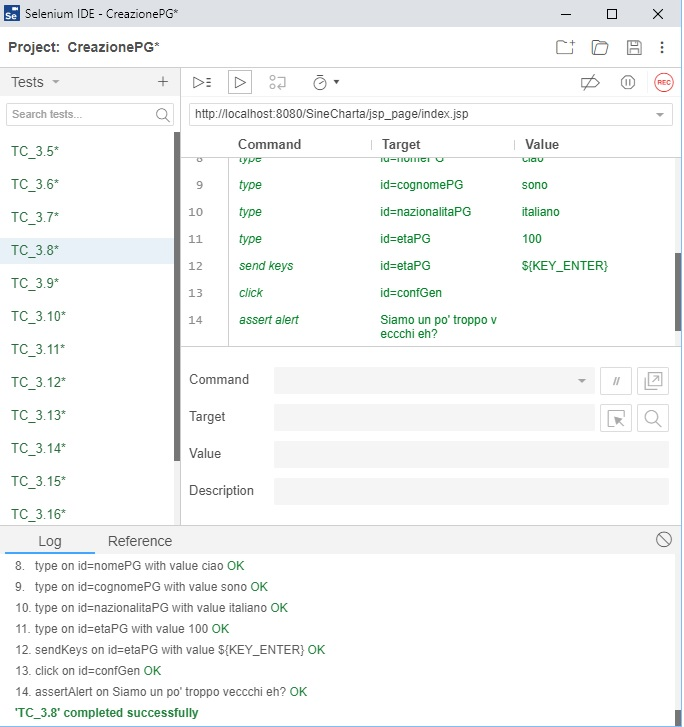 Se Selenium IDE - CreazionePG*
Project: CreazionePG*
Tests
REC
Search tests...
http://localhost:8080/SineCharta/jsp_page/index.jsp
Command Target Value
TC_3.5*
TC_3.6*
TC_3.7*
TC_3.8*
TC_3.9*
TC_3.10*
TC_3.11*
TC_3.12*
TC_3.13*
TC_3.14*
TC_3.15*
TC_3.16*
8 type id=nomePG ciao
9 type id=cognomePG sono
10 type id=nazionalitaPG italiano
11 type id=etaPG 100
12 send keys id=etaPG ${KEY_ENTER}
13 click id=confGen
14 assert alert Siamo un po' troppo v
eccchi eh?
Command //
Target
Value
Description
Log Reference
8. type on id=nomePG with value ciao OK
9. type on id=cognomePG with value sono OK
10. type on id=nazionalitaPG with value italiano OK
11. type on id=etaPG with value 100 OK
12. sendKeys on id=etaPG with value ${KEY_ENTER} OK
13. click on id=confGen OK
14. assertAlert on Siamo un po' troppo veccchi eh? OK
'TC_3.8' completed successfully